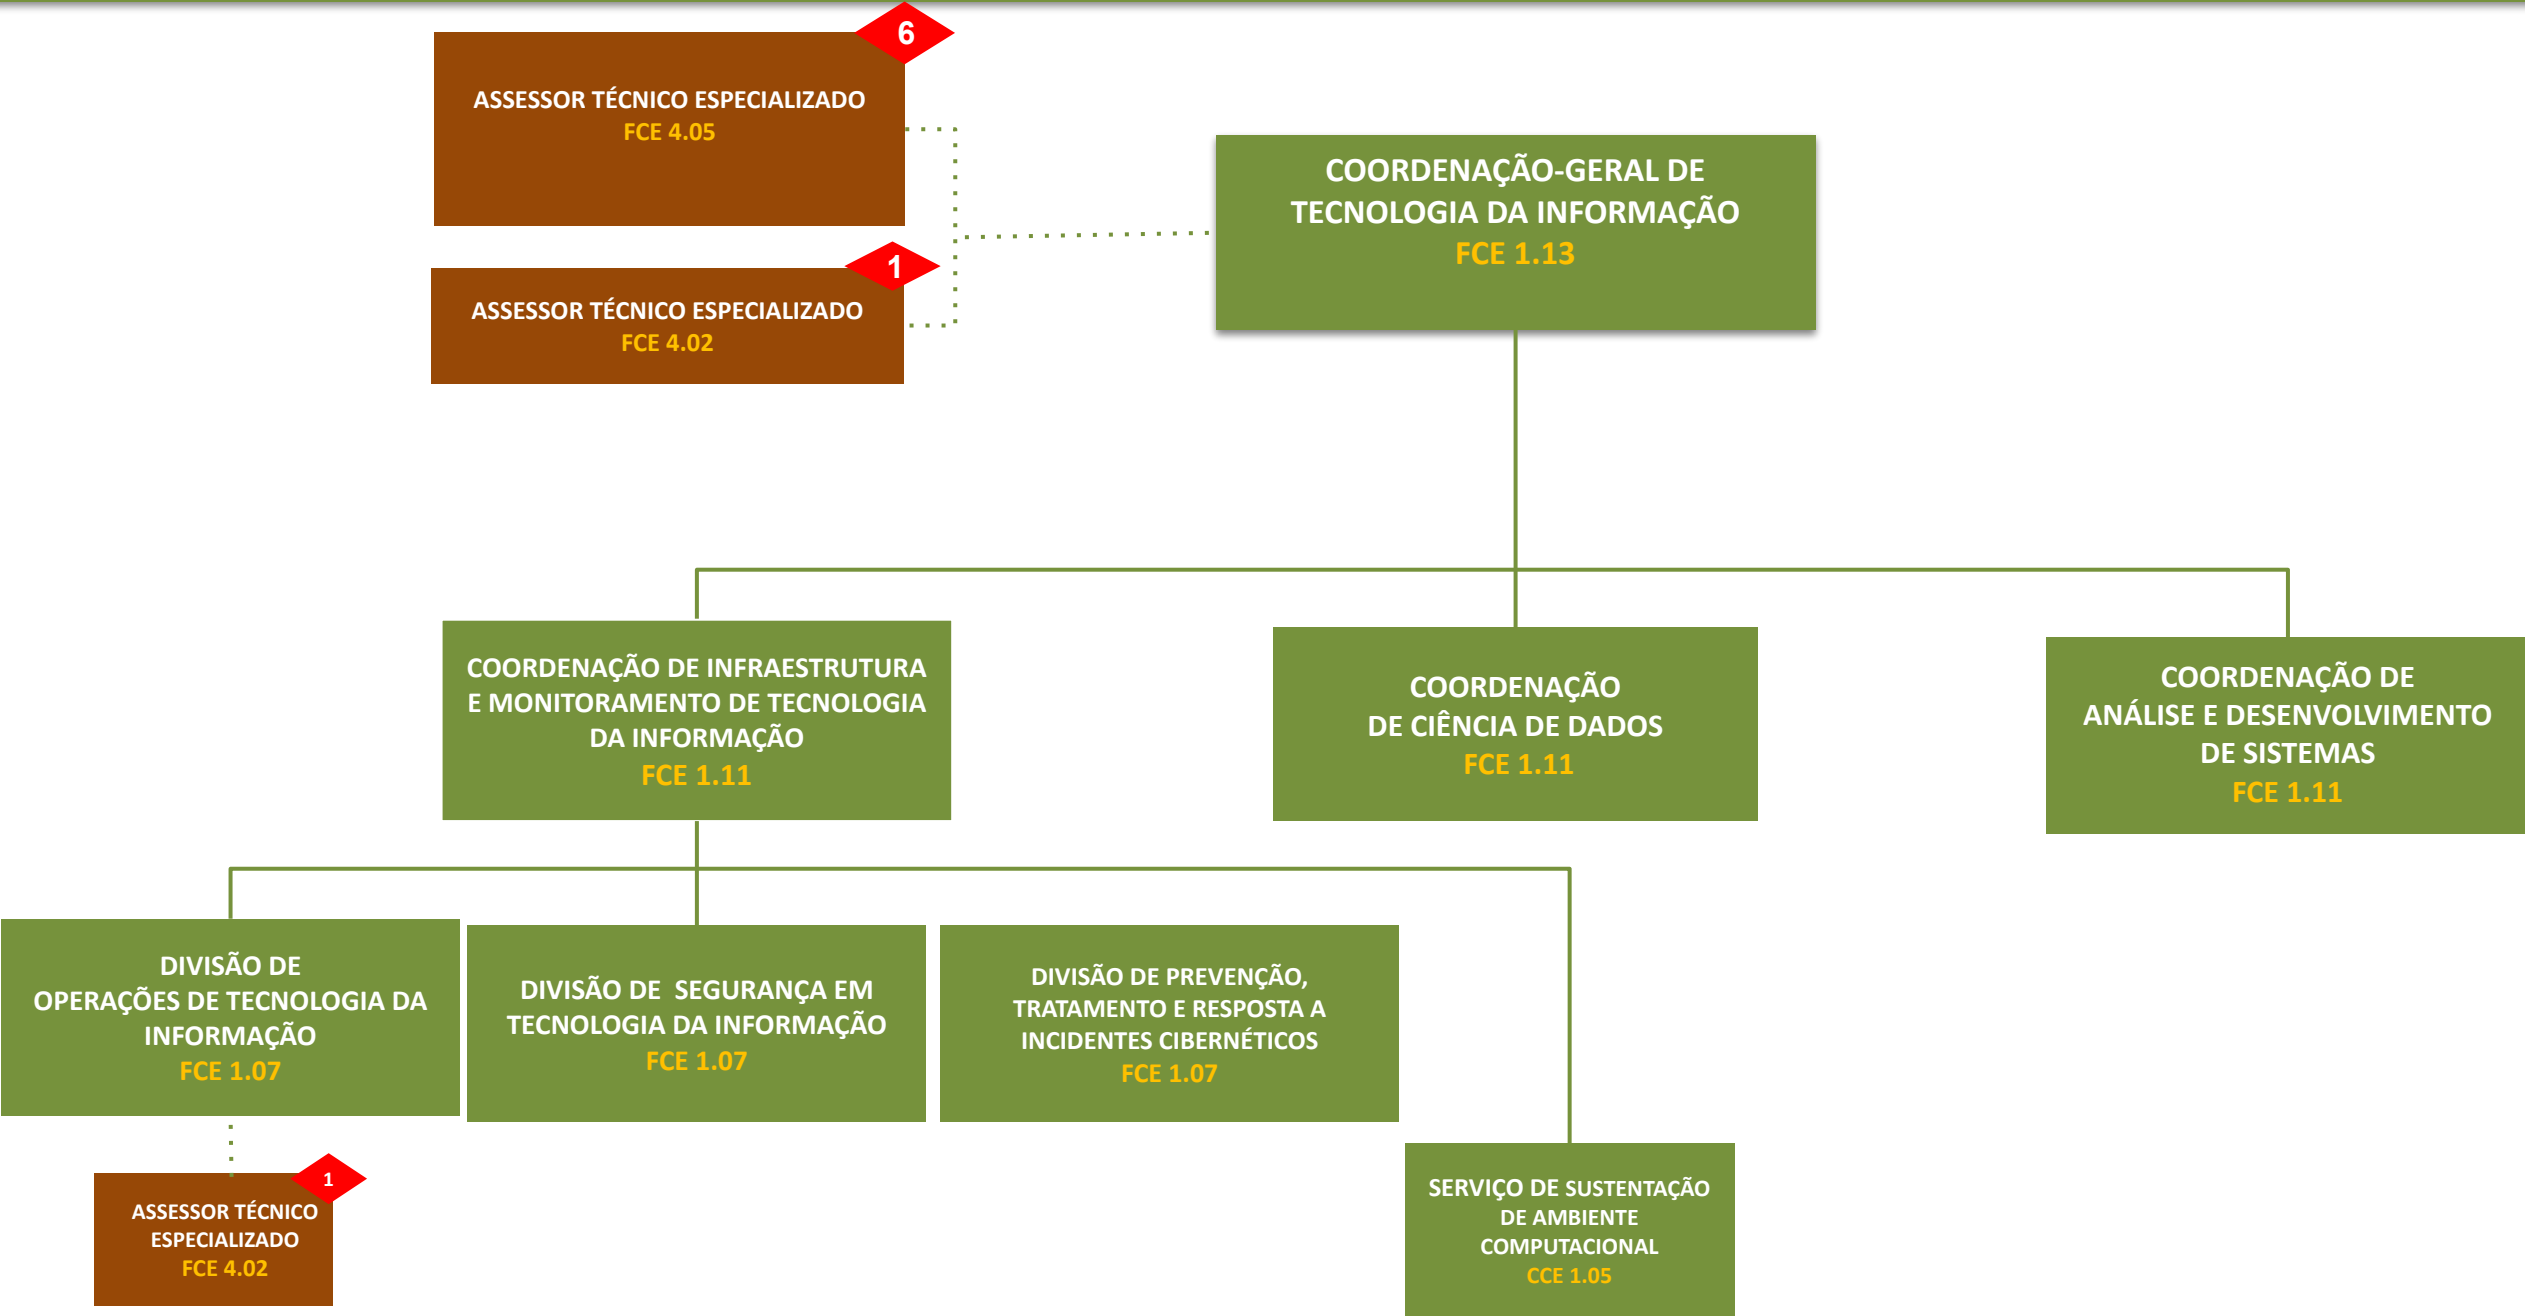 6
ASSESSOR TÉCNICO ESPECIALIZADO
FCE 4.05
1
ASSESSOR TÉCNICO ESPECIALIZADO
FCE 4.02
COORDENAÇÃO-GERAL DE
TECNOLOGIA DA INFORMAÇÃO
FCE 1.13
COORDENAÇÃO DE INFRAESTRUTURA
E MONITORAMENTO DE TECNOLOGIA
DA INFORMAÇÃO
FCE 1.11
COORDENAÇÃO
DE CIÊNCIA DE DADOS
FCE 1.11
COORDENAÇÃO DE
ANÁLISE E DESENVOLVIMENTO
DE SISTEMAS
FCE 1.11
DIVISÃO DE
OPERAÇÕES DE TECNOLOGIA DA
INFORMAÇÃO
FCE 1.07
DIVISÃO DE SEGURANÇA EM
TECNOLOGIA DA INFORMAÇÃO
FCE 1.07
DIVISÃO DE PREVENÇÃO,
TRATAMENTO E RESPOSTA A
INCIDENTES CIBERNÉTICOS
FCE 1.07
1
ASSESSOR TÉCNICO
ESPECIALIZADO
FCE 4.02
SERVIÇO DE SUSTENTAÇÃO
DE AMBIENTE
COMPUTACIONAL
CCE 1.05